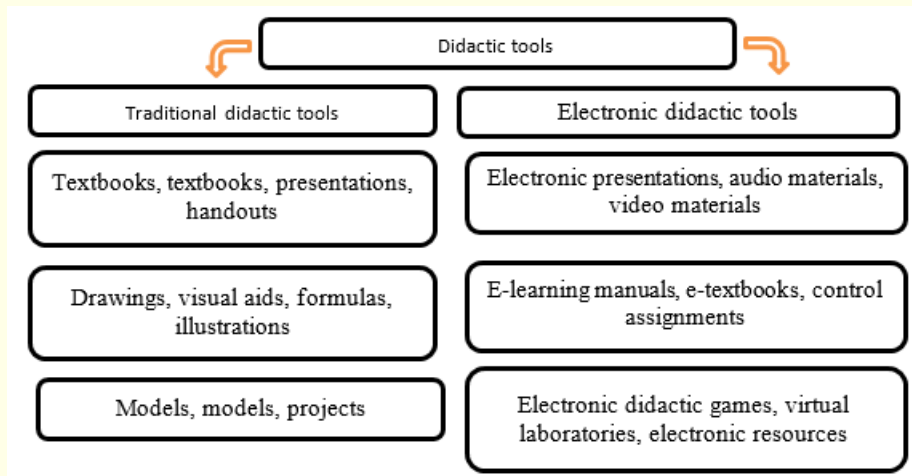 Didactic tools
Traditional didactic tools
Electronic didactic tools
Textbooks, textbooks, presentations,
handouts
Electronic presentations, audio materials,
video materials
Drawings, visual aids, formulas,
illustrations
E-learning manuals, e-textbooks, control
assignments
Models, models, projects
Electronic didactic games, virtual
laboratories, electronic resources